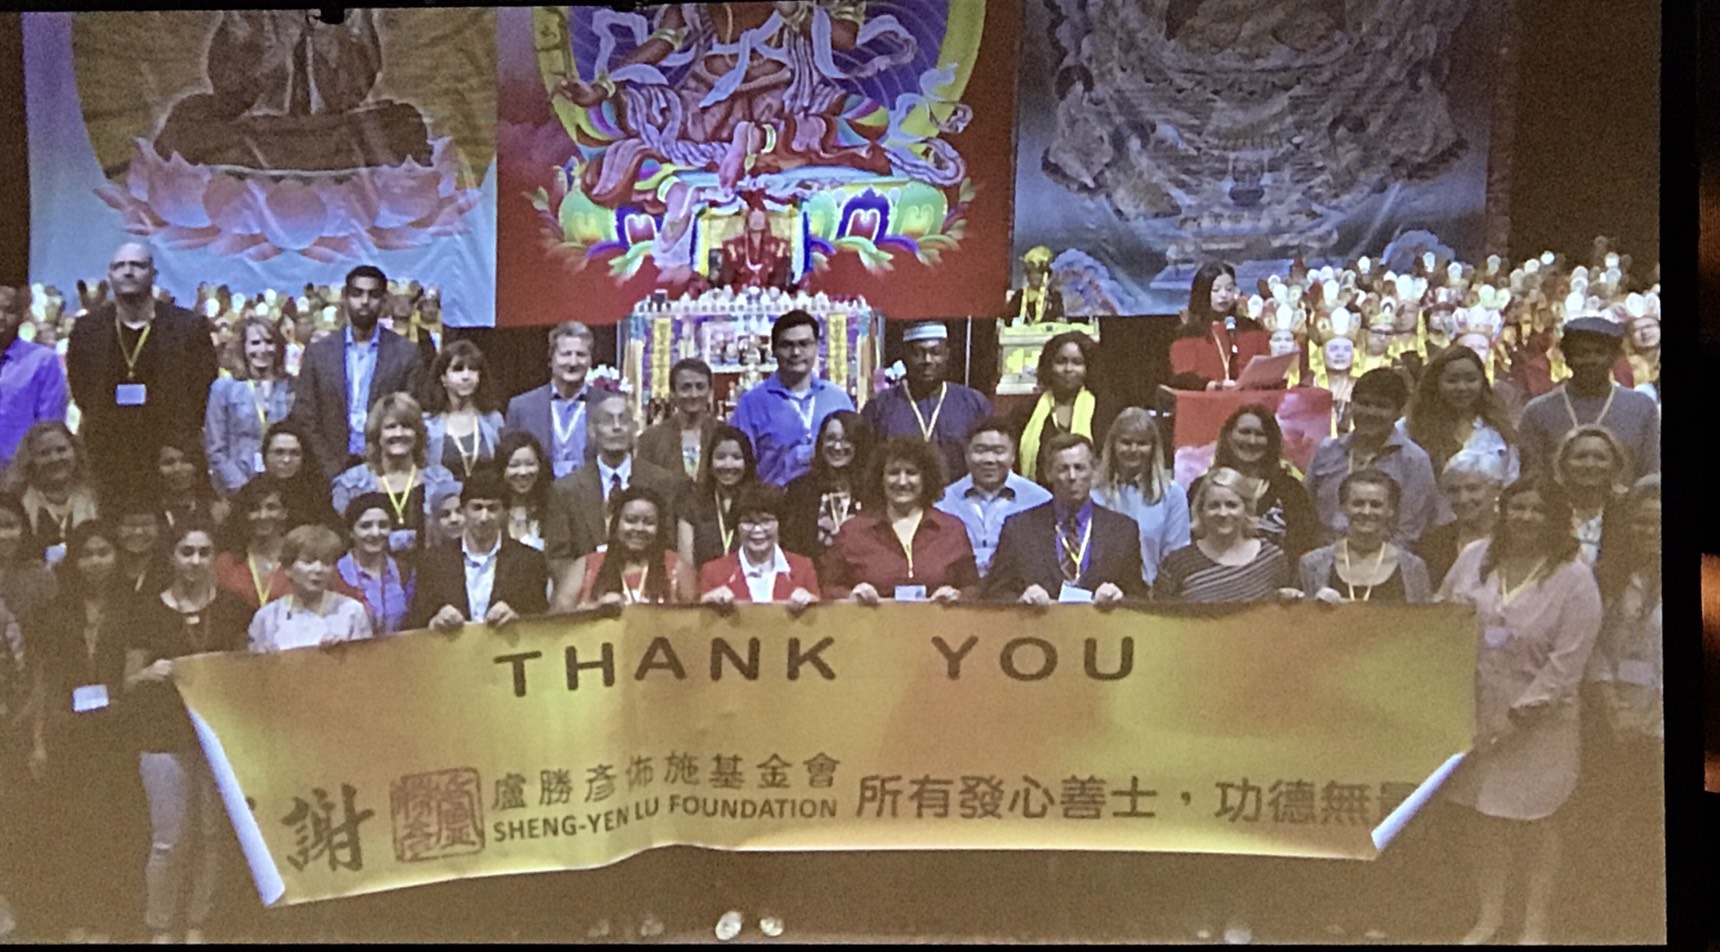 THANK YOU
謝
盧勝彥佈施基金會
SHENG-YEN LU FOUNDATION
所有發心善士，功德無